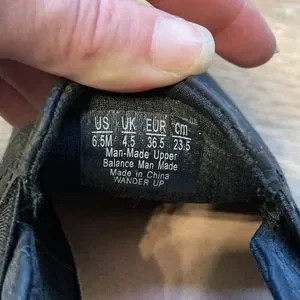 US UK EUR cm
6.5M 4.5 36.5 23.5
Man-Made Upper
Balance Man Made
Made in China
WANDER UP